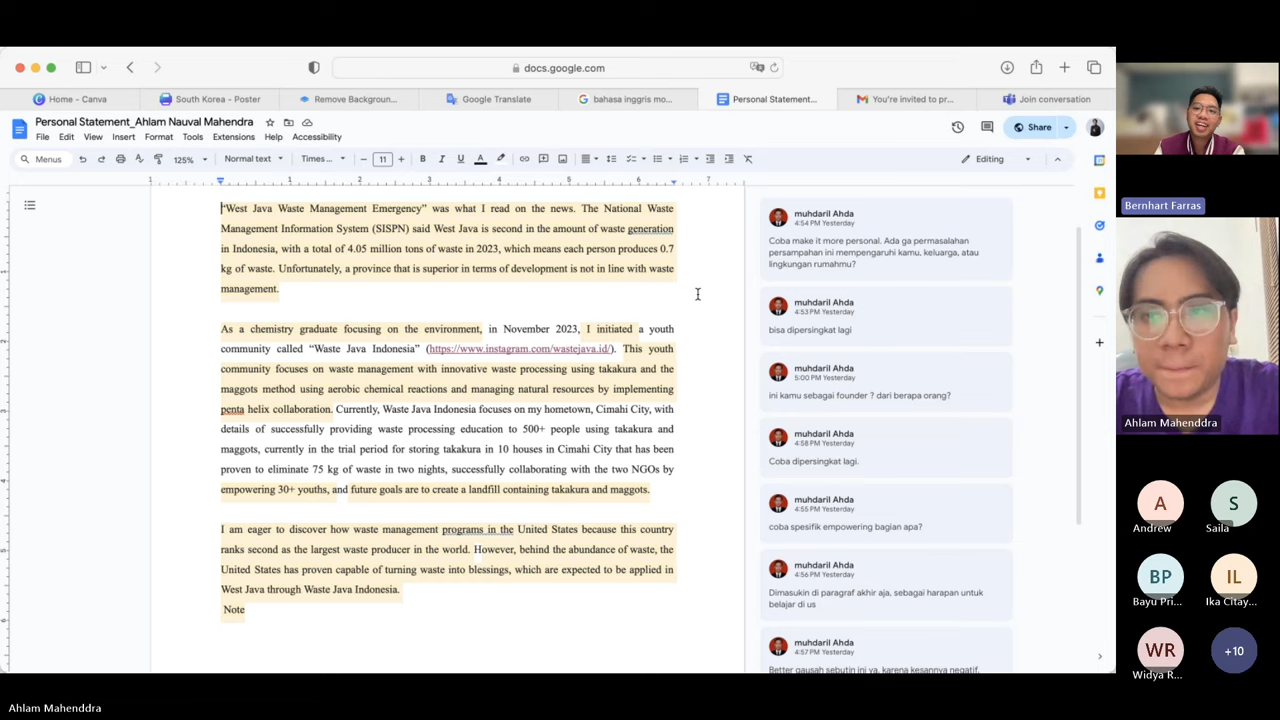 docs.google.com
Home – Canva
South Korea – Poster
Remove Backgroun...
Google Translate
bahasa inggris mo...
Personal Statement...
You're invited to pr...
Join conversation
Personal Statement_Ahlam Nauval Mahendra
File Edit View Insert Format Tools Extensions Help Accessibility
Share
Menus
125%
Normal text
Times ...
11
Editing
1 1 2 3 4 5 6 7
"West Java Waste Management Emergency" was what I read on the news. The National Waste
Management Information System (SISPN) said West Java is second in the amount of waste generation
in Indonesia, with a total of 4.05 million tons of waste in 2023, which means each person produces 0.7
kg of waste. Unfortunately, a province that is superior in terms of development is not in line with waste
management.
As a chemistry graduate focusing on the environment, in November 2023, I initiated a youth
community called “Waste Java Indonesia” (https://www.instagram.com/wastejava.id/). This youth
community focuses on waste management with innovative waste processing using takakura and the
maggots method using aerobic chemical reactions and managing natural resources by implementing
penta helix collaboration. Currently, Waste Java Indonesia focuses on my hometown, Cimahi City, with
details of successfully providing waste processing education to 500+ people using takakura and
maggots, currently in the trial period for storing takakura in 10 houses in Cimahi City that has been
proven to eliminate 75 kg of waste in two nights, successfully collaborating with the two NGOs by
empowering 30+ youths, and future goals are to create a landfill containing takakura and maggots.
I am eager to discover how waste management programs in the United States because this country
ranks second as the largest waste producer in the world. However, behind the abundance of waste, the
United States has proven capable of turning waste into blessings, which are expected to be applied in
West Java through Waste Java Indonesia.
Note
muhdaril Ahda
4:54 PM Yesterday
Coba make it more personal. Ada ga permasalahan
persampahan ini mempengaruhi kamu, keluarga, atau
lingkungan rumahmu?
muhdaril Ahda
4:53 PM Yesterday
bisa dipersingkat lagi
muhdaril Ahda
5:00 PM Yesterday
ini kamu sebagai founder ? dari berapa orang?
muhdaril Ahda
4:58 PM Yesterday
Coba dipersingkat lagi.
muhdaril Ahda
4:55 PM Yesterday
coba spesifik empowering bagian apa?
muhdaril Ahda
4:56 PM Yesterday
Dimasukin di paragraf akhir aja, sebagai harapan untuk
belajar di us
muhdaril Ahda
4:57 PM Yesterday
Better gausah sebutin ini ya, karena kesannya negatif.
Bernhart Farras
Ahlam Mahenddra
A
Andrew
S
Saila
BP
Bayu Pri...
IL
Ika Citay...
WR
Widya R...
+10
Ahlam Mahenddra